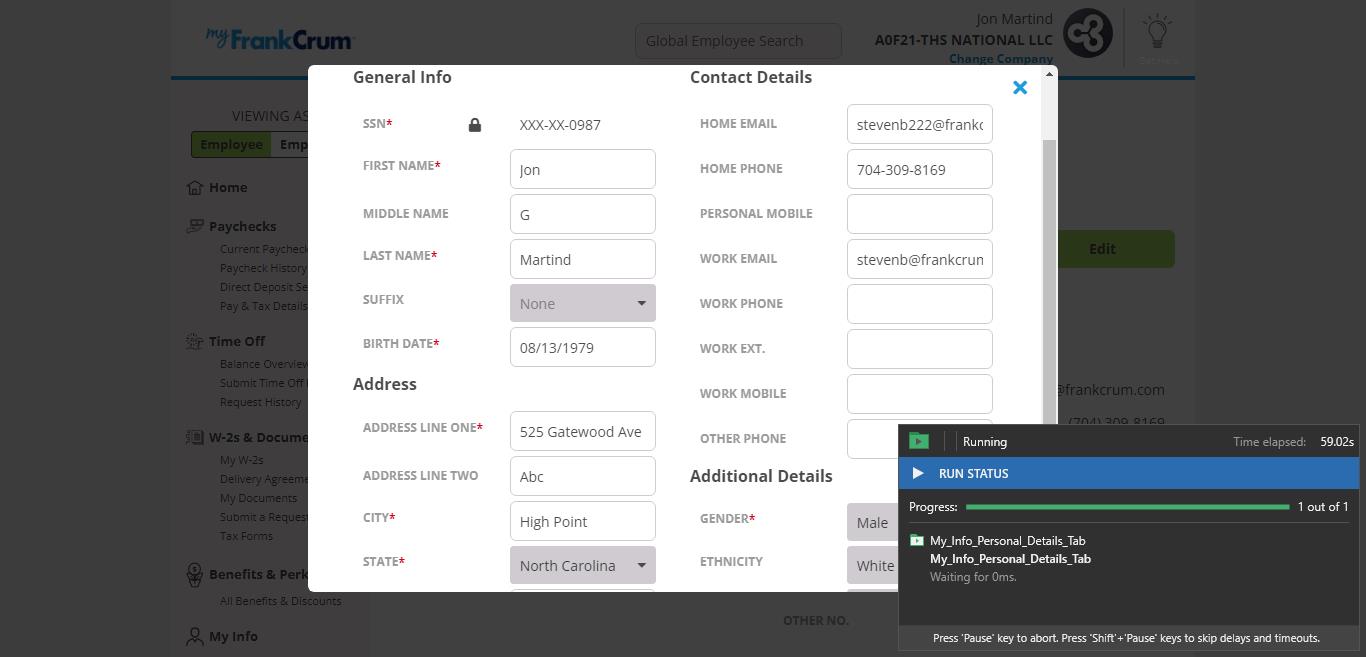 myFrankCrum
Global Employee Search
Jon Martind
A0F21-THS NATIONAL LLC
Change Company
VIEWING AS
Employee
Emp
Home
Paychecks
Current Paycheck
Paycheck History
Direct Deposit Se
Pay & Tax Details
Time Off
Balance Overview
Submit Time Off
Request History
W-2s & Docume
My W-2s
Delivery Agreeme
My Documents
Submit a Request
Tax Forms
Benefits & Perk
All Benefits & Discounts
My Info
General Info
SSN*
XXX-XX-0987
FIRST NAME*
Jon
MIDDLE NAME
G
LAST NAME*
Martind
SUFFIX
None
BIRTH DATE*
08/13/1979
Address
ADDRESS LINE ONE*
525 Gatewood Ave
ADDRESS LINE TWO
Abc
CITY*
High Point
STATE*
North Carolina
Contact Details
HOME EMAIL
stevenb222@frankc
HOME PHONE
704-309-8169
PERSONAL MOBILE
WORK EMAIL
stevenb@frankcrum
WORK PHONE
WORK EXT.
WORK MOBILE
OTHER PHONE
Additional Details
GENDER*
Male
ETHNICITY
White
Edit
@frankcrum.com
(704) 309-8169
OTHER NO.
Running
Time elapsed: 59.02s
RUN STATUS
Progress: 1 out of 1
My_Info_Personal_Details_Tab
My_Info_Personal_Details_Tab
Waiting for 0ms.
Press 'Pause' key to abort. Press 'Shift'+'Pause' keys to skip delays and timeouts.